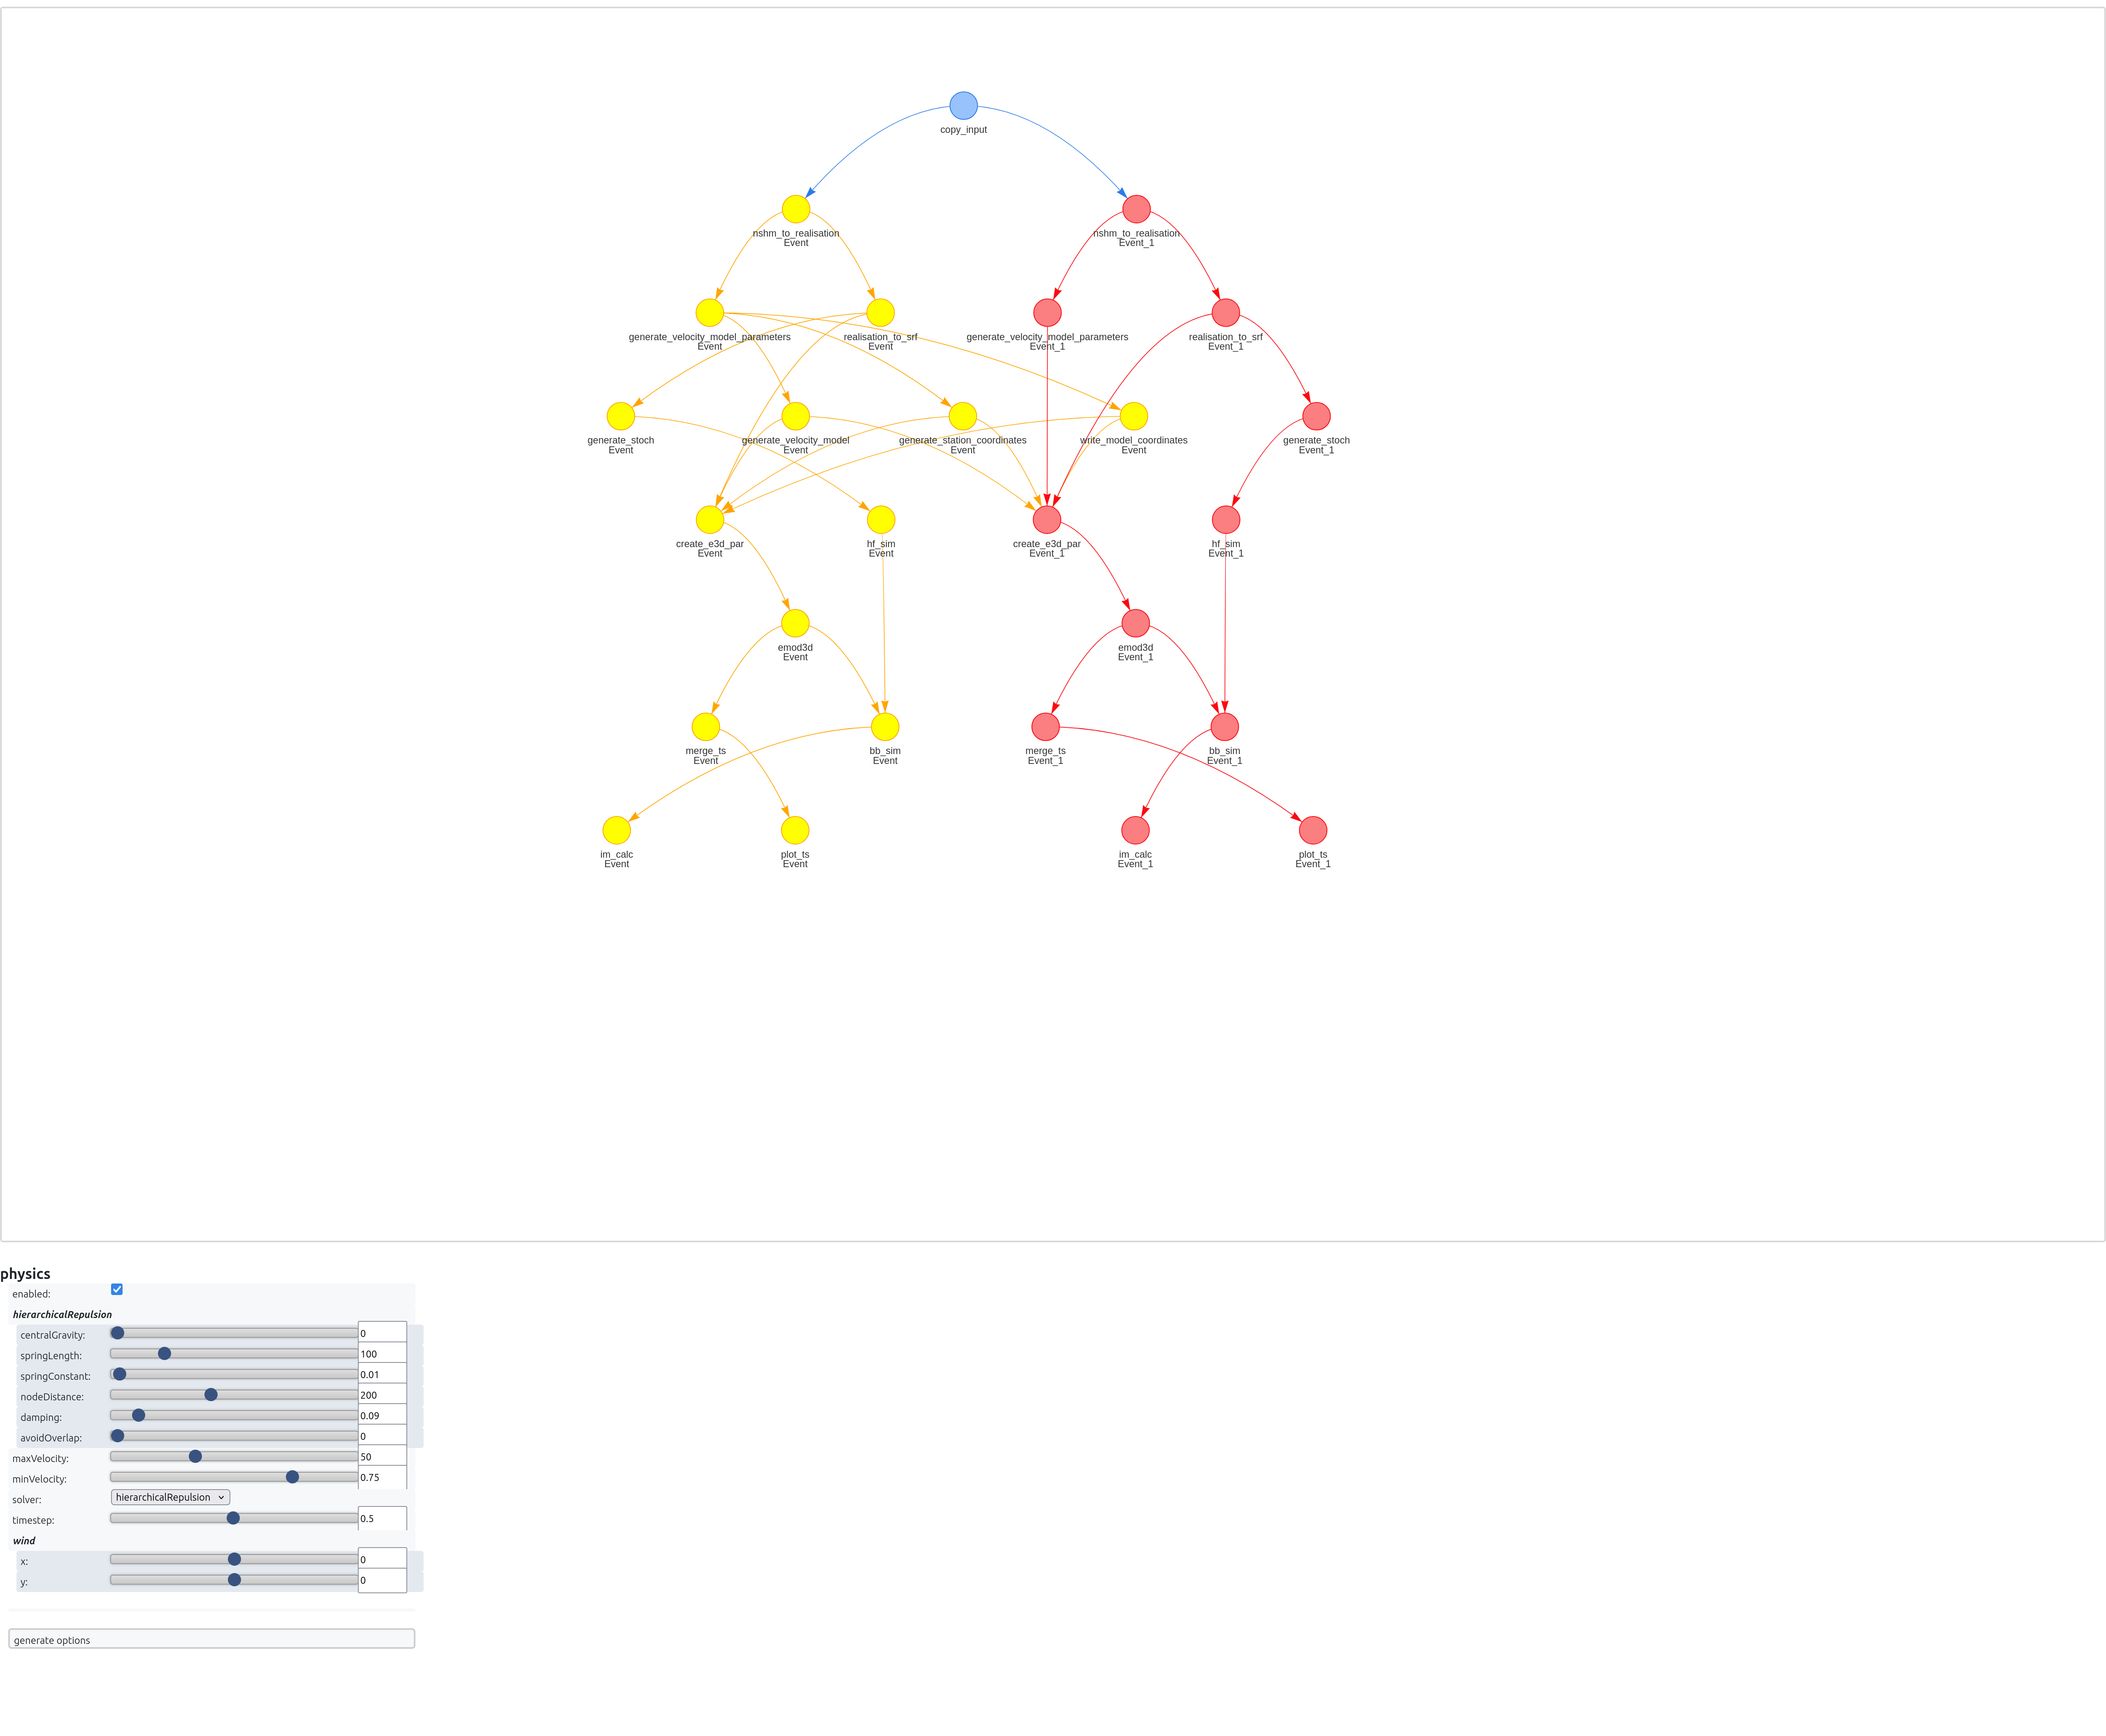 copy_input
nshm_to_realisation
Event
nshm_to_realisation
Event_1
generate_velocity_model_parameters
Event
realisation_to_srf
Event
generate_velocity_model_parameters
Event_1
realisation_to_srf
Event_1
generate_stoch
Event
generate_velocity_model
Event
generate_station_coordinates
Event
write_model_coordinates
Event
generate_stoch
Event_1
create_e3d_par
Event
hf_sim
Event
create_e3d_par
Event_1
hf_sim
Event_1
emod3d
Event
emod3d
Event_1
merge_ts
Event
bb_sim
Event
merge_ts
Event_1
bb_sim
Event_1
im_calc
Event
plot_ts
Event
im_calc
Event_1
plot_ts
Event_1
physics
enabled:
hierarchicalRepulsion
centralGravity: 0
springLength: 100
springConstant: 0.01
nodeDistance: 200
damping: 0.09
avoidOverlap: 0
maxVelocity: 50
minVelocity: 0.75
solver: hierarchicalRepulsion
timestep: 0.5
wind
x: 0
y: 0
generate options